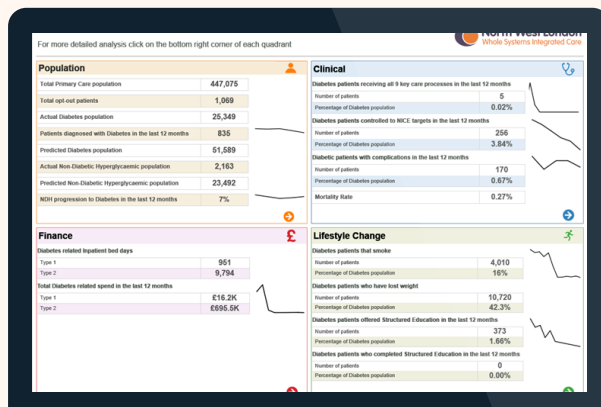 North West London
Whole Systems Integrated Care
For more detailed analysis click on the bottom right corner of each quadrant
Population
Total Primary Care population 447,075
Total opt-out patients 1,069
Actual Diabetes population 25,349
Patients diagnosed with Diabetes in the last 12 months 835
Predicted Diabetes population 51,589
Actual Non-Diabetic Hyperglycaemic population 2,163
Predicted Non-Diabetic Hyperglycaemic population 23,492
NDH progression to Diabetes in the last 12 months 7%
Clinical
Diabetes patients receiving all 9 key care processes in the last 12 months
Number of patients 5
Percentage of Diabetes population 0.02%
Diabetes patients controlled to NICE targets in the last 12 months
Number of patients 256
Percentage of Diabetes population 3.84%
Diabetic patients with complications in the last 12 months
Number of patients 170
Percentage of Diabetes population 0.67%
Mortality Rate 0.27%
Finance £
Diabetes related Inpatient bed days
Type 1 951
Type 2 9,794
Total Diabetes related spend in the last 12 months
Type 1 £16.2K
Type 2 £695.5K
Lifestyle Change
Diabetes patients that smoke
Number of patients 4,010
Percentage of Diabetes population 16%
Diabetes patients who have lost weight
Number of patients 10,720
Percentage of Diabetes population 42.3%
Diabetes patients offered Structured Education in the last 12 months
Number of patients 373
Percentage of Diabetes population 1.66%
Diabetes patients who completed Structured Education in the last 12 months
Number of patients 0
Percentage of Diabetes population 0.00%